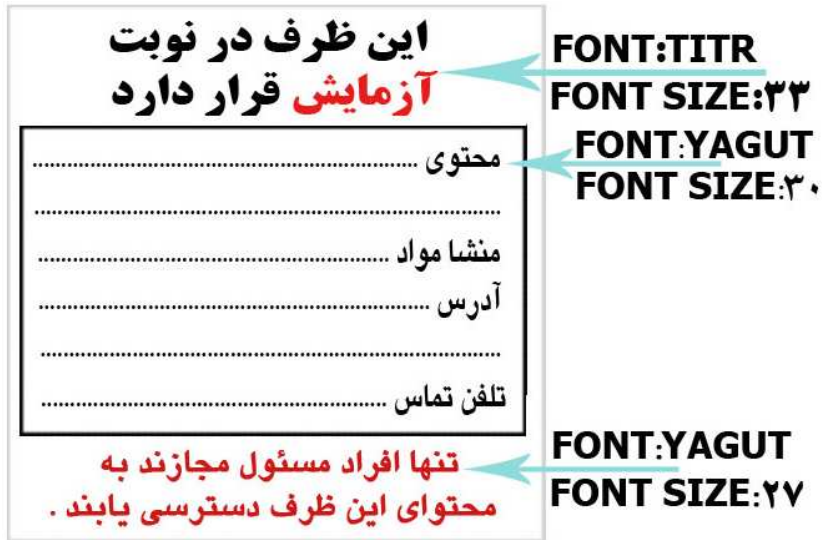 این ظرف در نوبت
آزمایش قرار دارد
FONT:TITR
FONT SIZE:۳۳
محتوی ........................................
........................................
منشا مواد ........................................
آدرس ........................................
........................................
تلفن تماس ........................................
FONT:YAGUT
FONT SIZE:۳۰
تنها افراد مسئول مجازند به
محتوای این ظرف دسترسی یابند .
FONT:YAGUT
FONT SIZE:۲۷